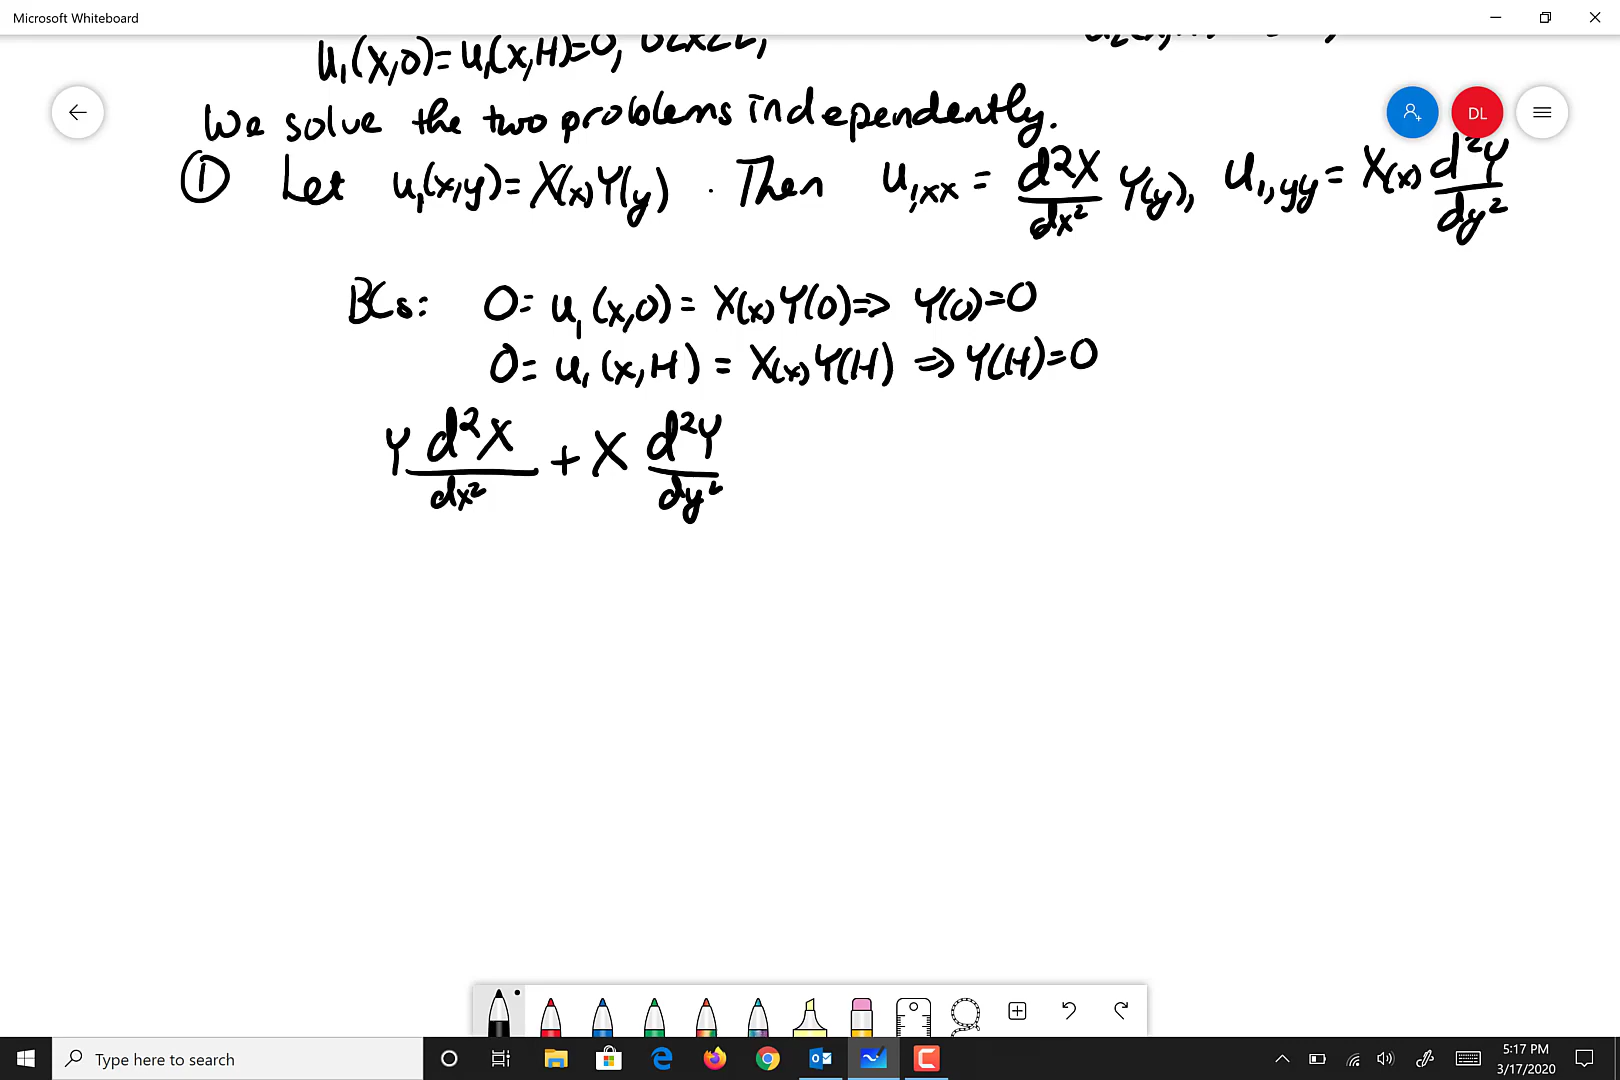 Microsoft Whiteboard
u₁(x,0)=u₁(x,H)=0, 0<x<L,
We solve the two problems independently.
DL
① Let u₁(x,y)=X(x)Y(y). Then u₁,xx = d²X/dx² Y(y), u₁,yy = X(x) d²Y/dy²
BCs: 0= u₁(x,0) = X(x)Y(0) => Y(0)=0
0= u₁(x,H) = X(x)Y(H) => Y(H)=0
Y d²X/dx² + X d²Y/dy²
Type here to search
5:17 PM
3/17/2020